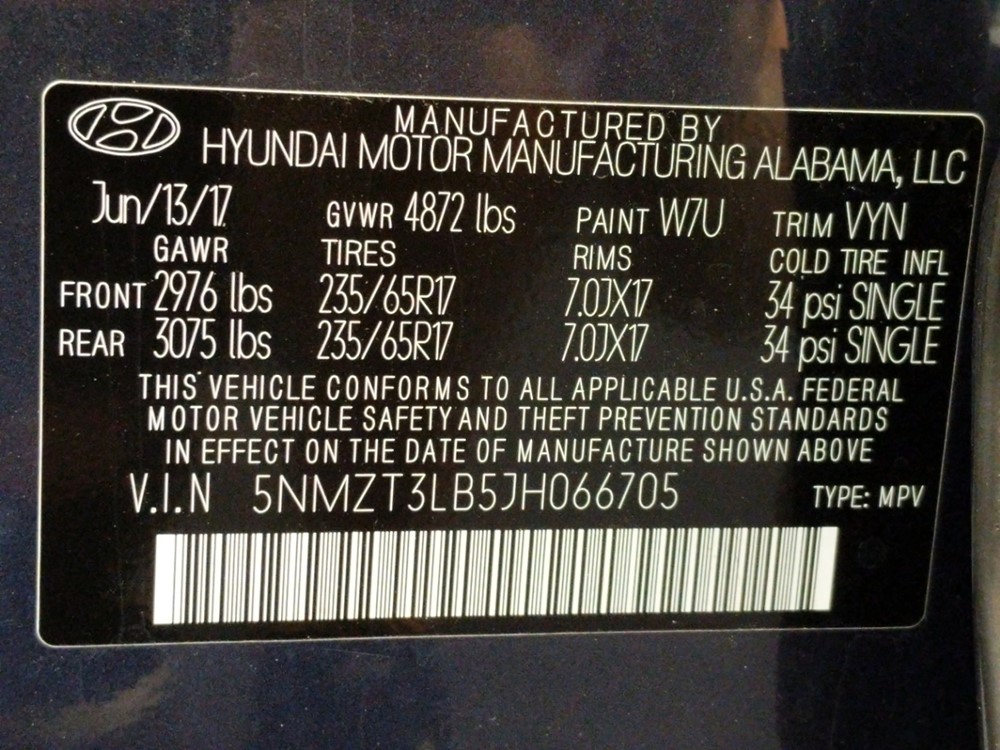 MANUFACTURED BY
HYUNDAI MOTOR MANUFACTURING ALABAMA, LLC
Jun/13/17 GVWR 4872 lbs PAINT W7U TRIM VYN
GAWR TIRES RIMS COLD TIRE INFL
FRONT 2976 lbs 235/65R17 7.0JX17 34 psi SINGLE
REAR 3075 lbs 235/65R17 7.0JX17 34 psi SINGLE
THIS VEHICLE CONFORMS TO ALL APPLICABLE U.S.A. FEDERAL
MOTOR VEHICLE SAFETY AND THEFT PREVENTION STANDARDS
IN EFFECT ON THE DATE OF MANUFACTURE SHOWN ABOVE
V.I.N 5NMZT3LB5JH066705 TYPE: MPV